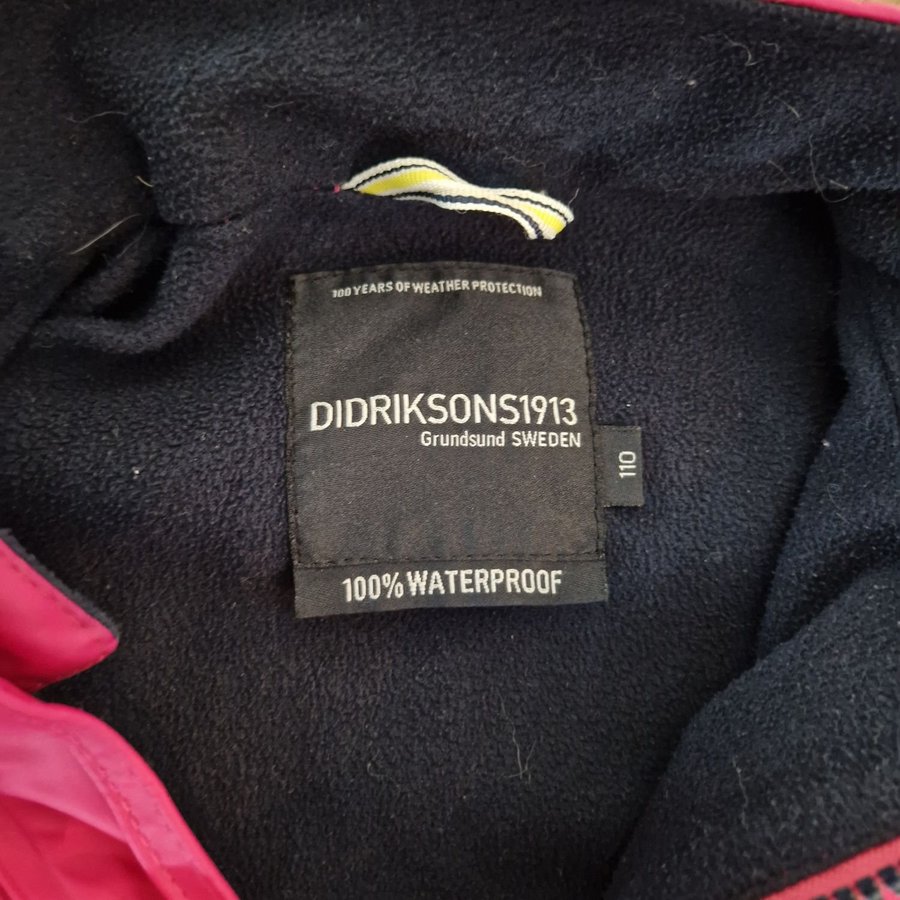 100 YEARS OF WEATHER PROTECTION
DIDRIKSONS1913
Grundsund SWEDEN
110
100% WATERPROOF